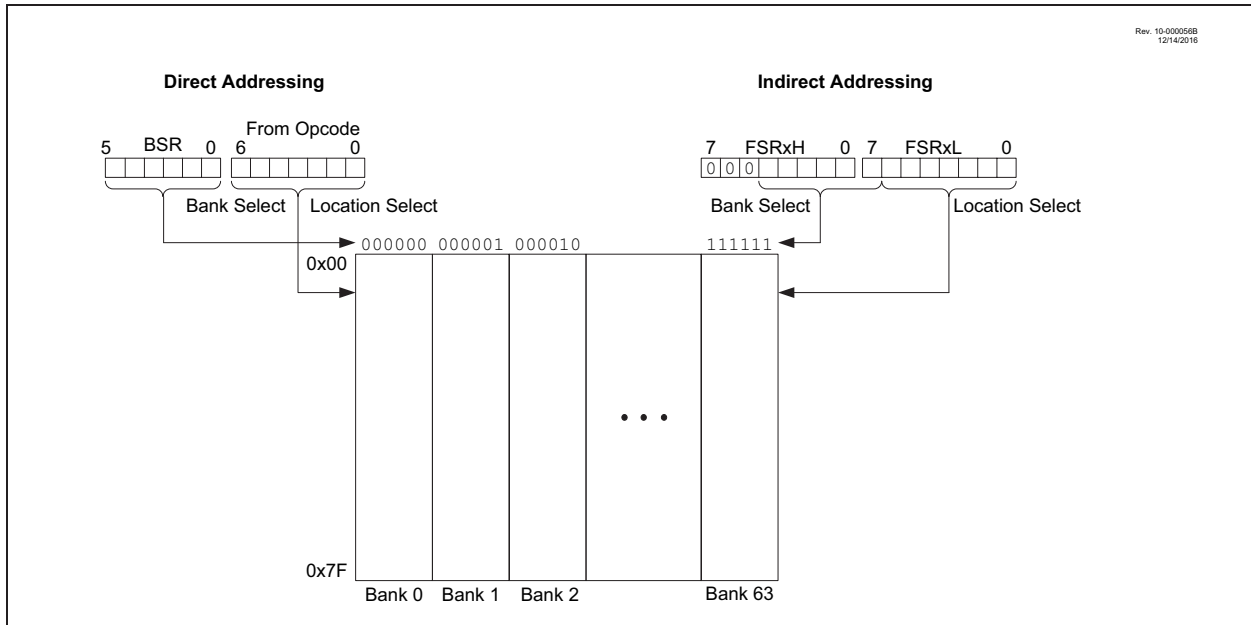 Rev. 10-000056B
12/14/2016
Direct Addressing
Indirect Addressing
From Opcode
5 BSR 0 6 0
7 FSRxH 0 7 FSRxL 0
0 0 0
Bank Select Location Select
Bank Select Location Select
000000 000001 000010 111111
0x00
• • •
0x7F
Bank 0 Bank 1 Bank 2 Bank 63